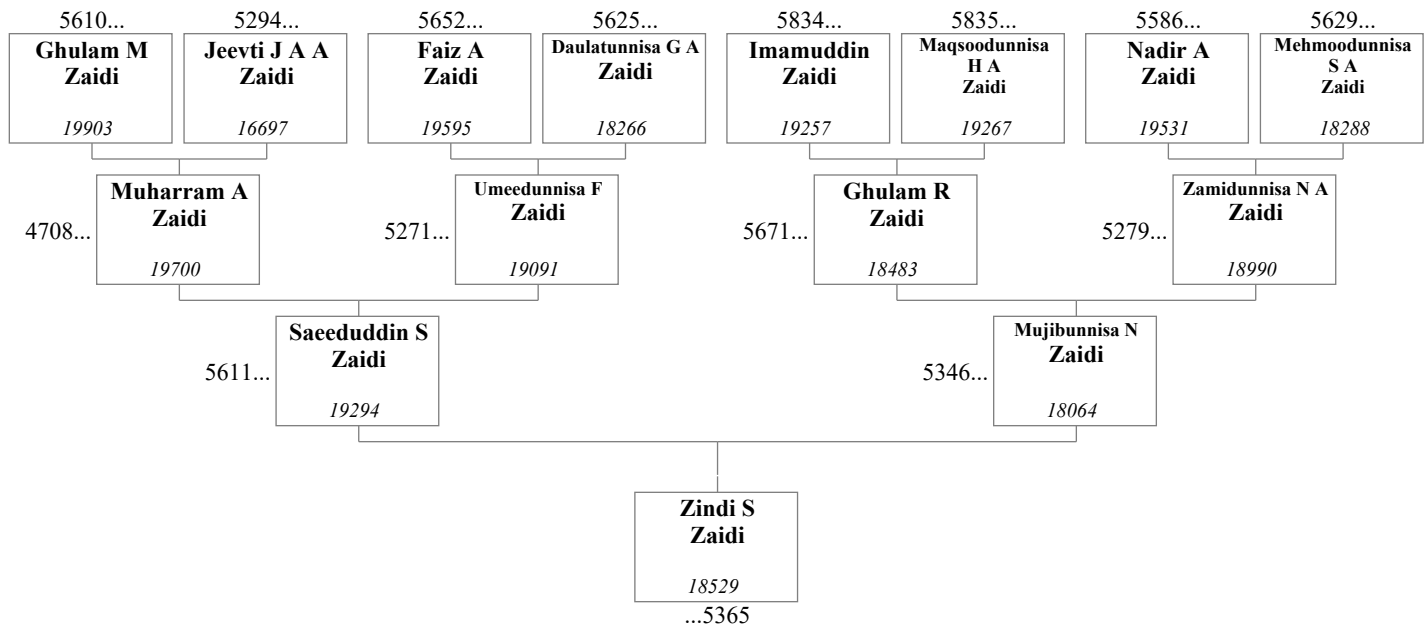 5610... 5294... 5652... 5625... 5834... 5835... 5586... 5629...
Ghulam M
Zaidi
19903
Jeevti J A A
Zaidi
16697
Faiz A
Zaidi
19595
Daulatunnisa G A
Zaidi
18266
Imamuddin
Zaidi
19257
Maqsoodunnisa
H A
Zaidi
19267
Nadir A
Zaidi
19531
Mehmoodunnisa
S A
Zaidi
18288
4708...
Muharram A
Zaidi
19700
5271...
Umeedunnisa F
Zaidi
19091
5671...
Ghulam R
Zaidi
18483
5279...
Zamidunnisa N A
Zaidi
18990
5611...
Saeeduddin S
Zaidi
19294
5346...
Mujibunnisa N
Zaidi
18064
Zindi S
Zaidi
18529
...5365